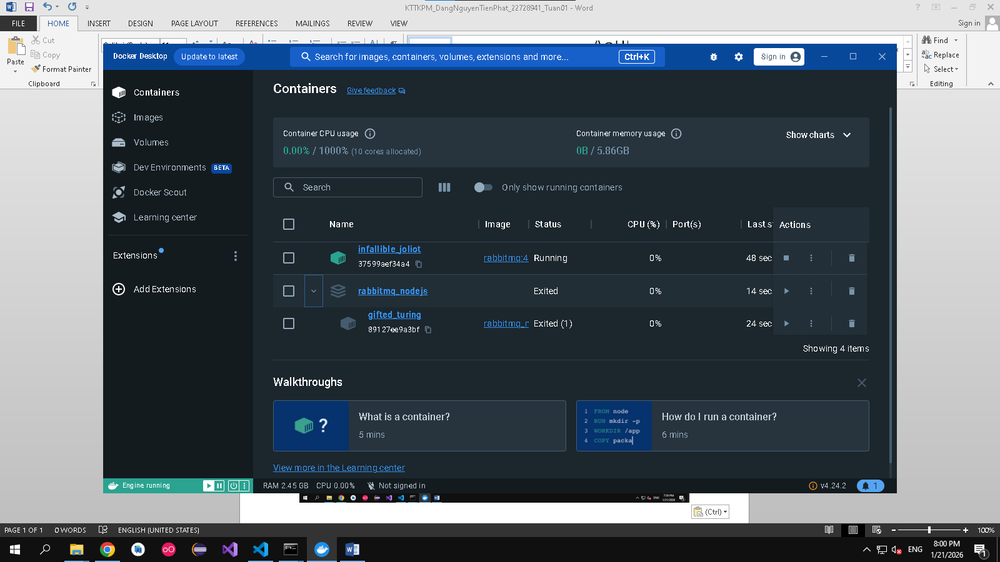 KTTKPM_DangNguyenTienPhat_22728941_Tuan01 - Word
FILE HOME INSERT DESIGN PAGE LAYOUT REFERENCES MAILINGS REVIEW VIEW Sign in
Paste
Cut
Copy
Format Painter
Clipboard
Find
Replace
Select
Editing
Docker Desktop Update to latest Search for images, containers, volumes, extensions and more... Ctrl+K Sign in
Containers
Images
Volumes
Dev Environments BETA
Docker Scout
Learning center
Extensions
Add Extensions
Containers Give feedback
Container CPU usage
0.00% / 1000% (10 cores allocated)
Container memory usage
0B / 5.86GB
Show charts
Search Only show running containers
Name Image Status CPU (%) Port(s) Last s Actions
infallible_joliot
37599aef34a4
rabbitmq:4 Running 0% 48 sec
rabbitmq_nodejs Exited 0% 14 sec
gifted_turing
89127ee9a3bf
rabbitmq_r Exited (1) 0% 24 sec
Showing 4 items
Walkthroughs
?
What is a container?
5 mins
1 FROM node
2 RUN mkdir -p
3 WORKDIR /app
4 COPY packa
How do I run a container?
6 mins
View more in the Learning center
Engine running RAM 2.45 GB CPU 0.00% Not signed in v4.24.2 1
ENG 7:59 PM
1/21/2026
(Ctrl)
PAGE 1 OF 1 0 WORDS ENGLISH (UNITED STATES) 100%
ENG
8:00 PM
1/21/2026
1